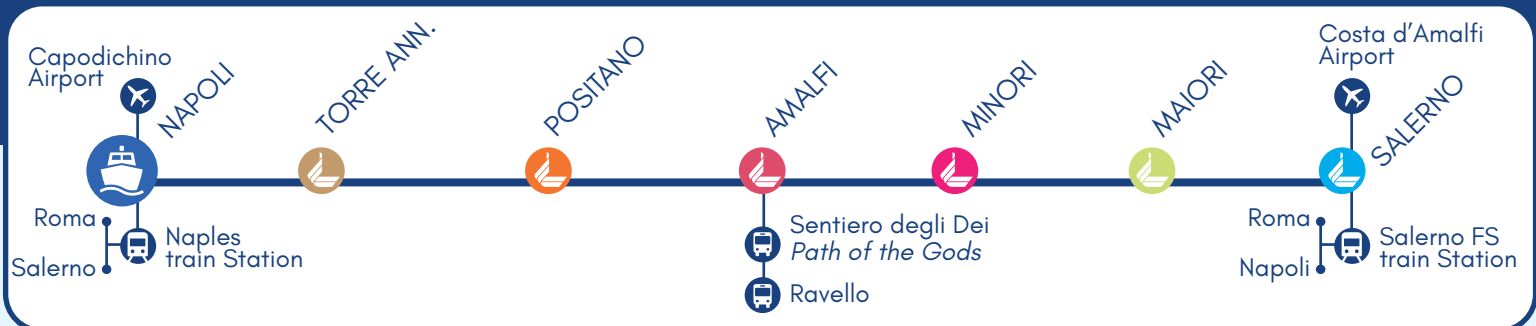 Capodichino
Airport
NAPOLI
TORRE ANN.
POSITANO
AMALFI
MINORI
MAIORI
Costa d’Amalfi
Airport
SALERNO
Roma
Salerno
Naples
train Station
Sentiero degli Dei
Path of the Gods
Ravello
Roma
Napoli
Salerno FS
train Station